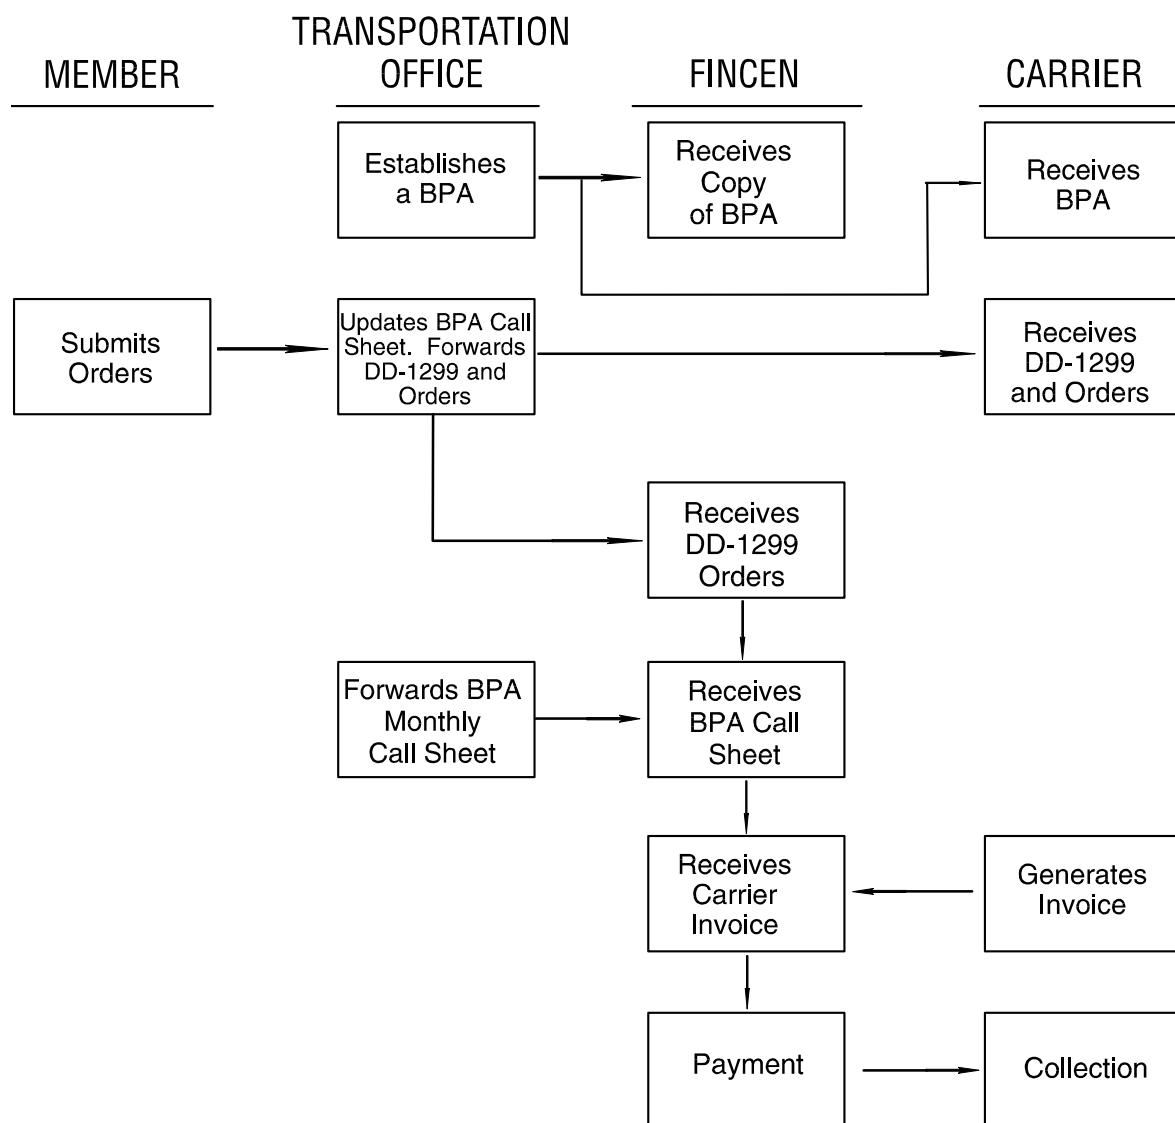 MEMBER
TRANSPORTATION
OFFICE
FINCEN
CARRIER
Establishes
a BPA
Receives
Copy
of BPA
Receives
BPA
Submits
Orders
Updates BPA Call
Sheet.  Forwards
DD-1299 and
Orders
Receives
DD-1299
and Orders
Receives
DD-1299
Orders
Forwards BPA
Monthly
Call Sheet
Receives
BPA Call
Sheet
Receives
Carrier
Invoice
Generates
Invoice
Payment
Collection